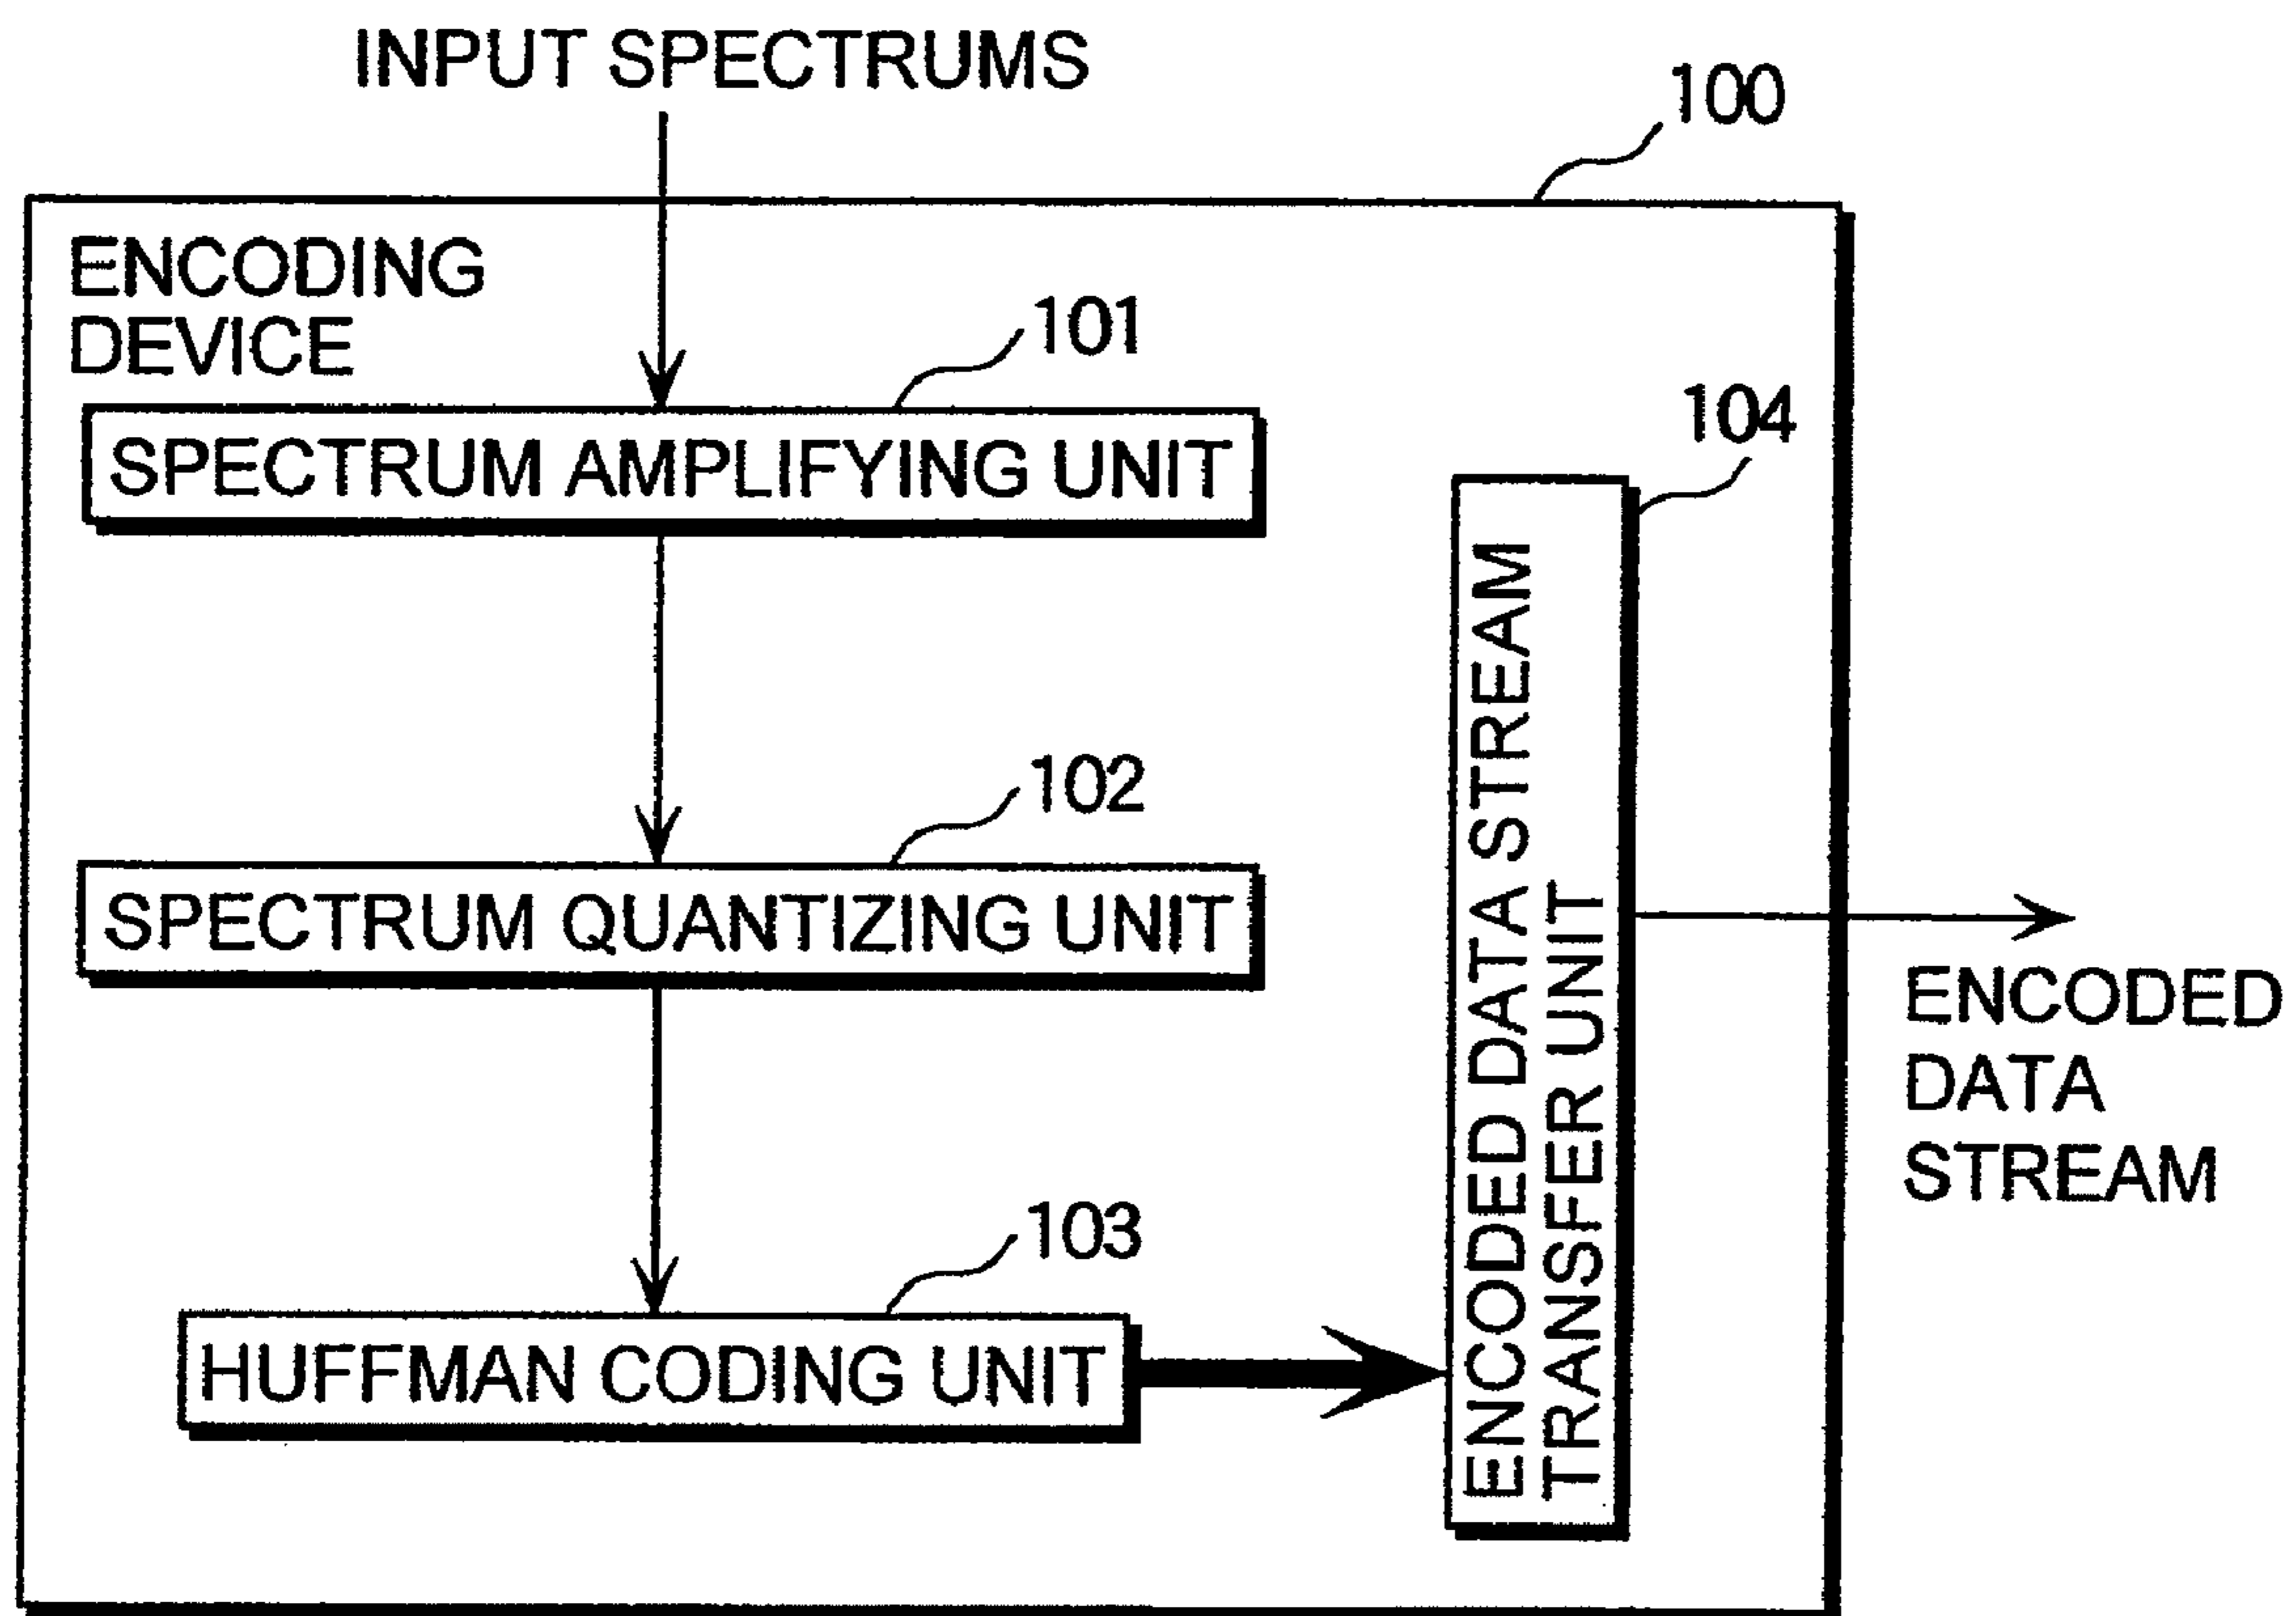 INPUT SPECTRUMS
100
ENCODING
DEVICE
101
SPECTRUM AMPLIFYING UNIT
104
102
SPECTRUM QUANTIZING UNIT
103
HUFFMAN CODING UNIT
ENCODED DATA STREAM
TRANSFER UNIT
ENCODED
DATA
STREAM